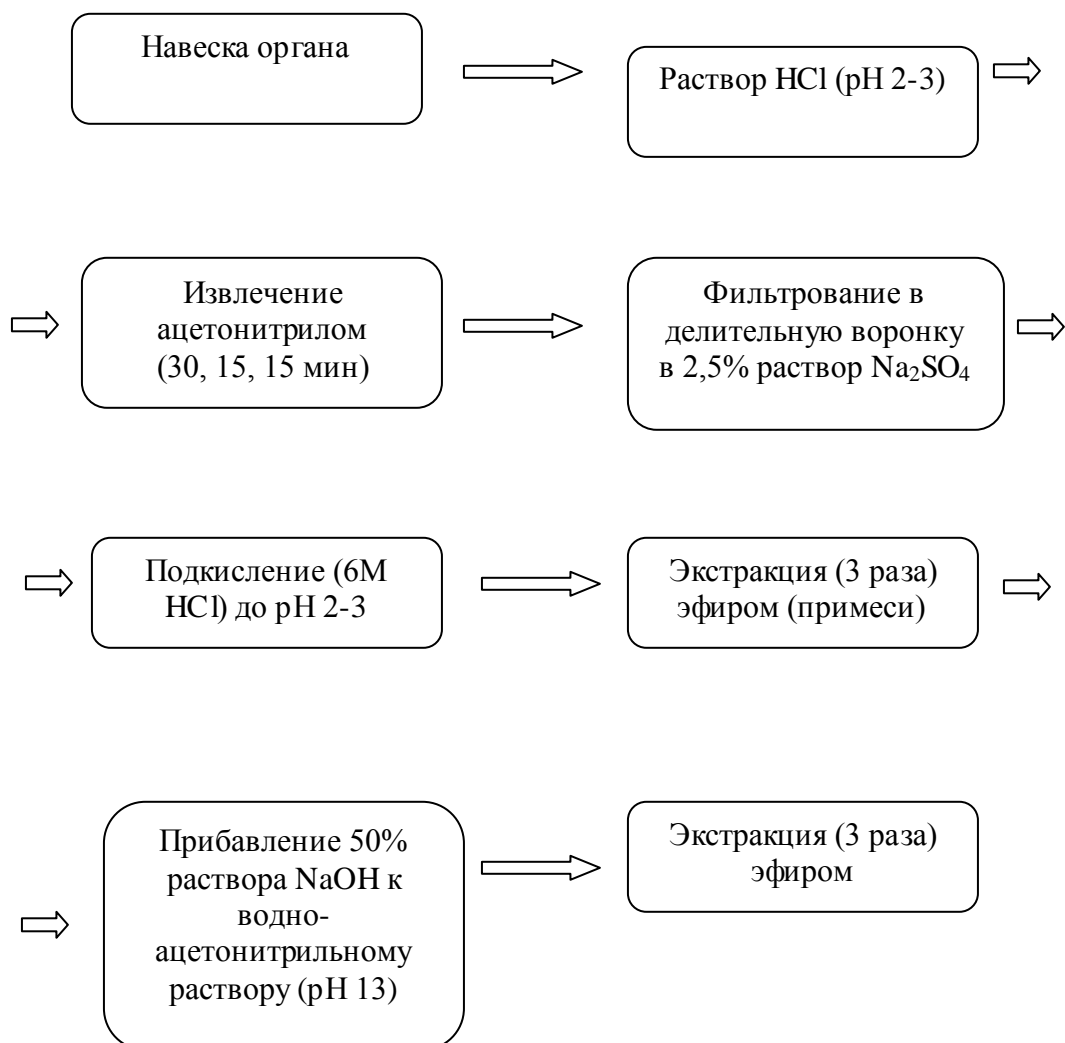 Навеска органа
Раствор HCl (pH 2-3)
Извлечение
ацетонитрилом
(30, 15, 15 мин)
Фильтрование в
делительную воронку
в 2,5% раствор Na₂SO₄
Подкисление (6М
HCl) до pH 2-3
Экстракция (3 раза)
эфиром (примеси)
Прибавление 50%
раствора NaOH к
водно-
ацетонитрильному
раствору (pH 13)
Экстракция (3 раза)
эфиром